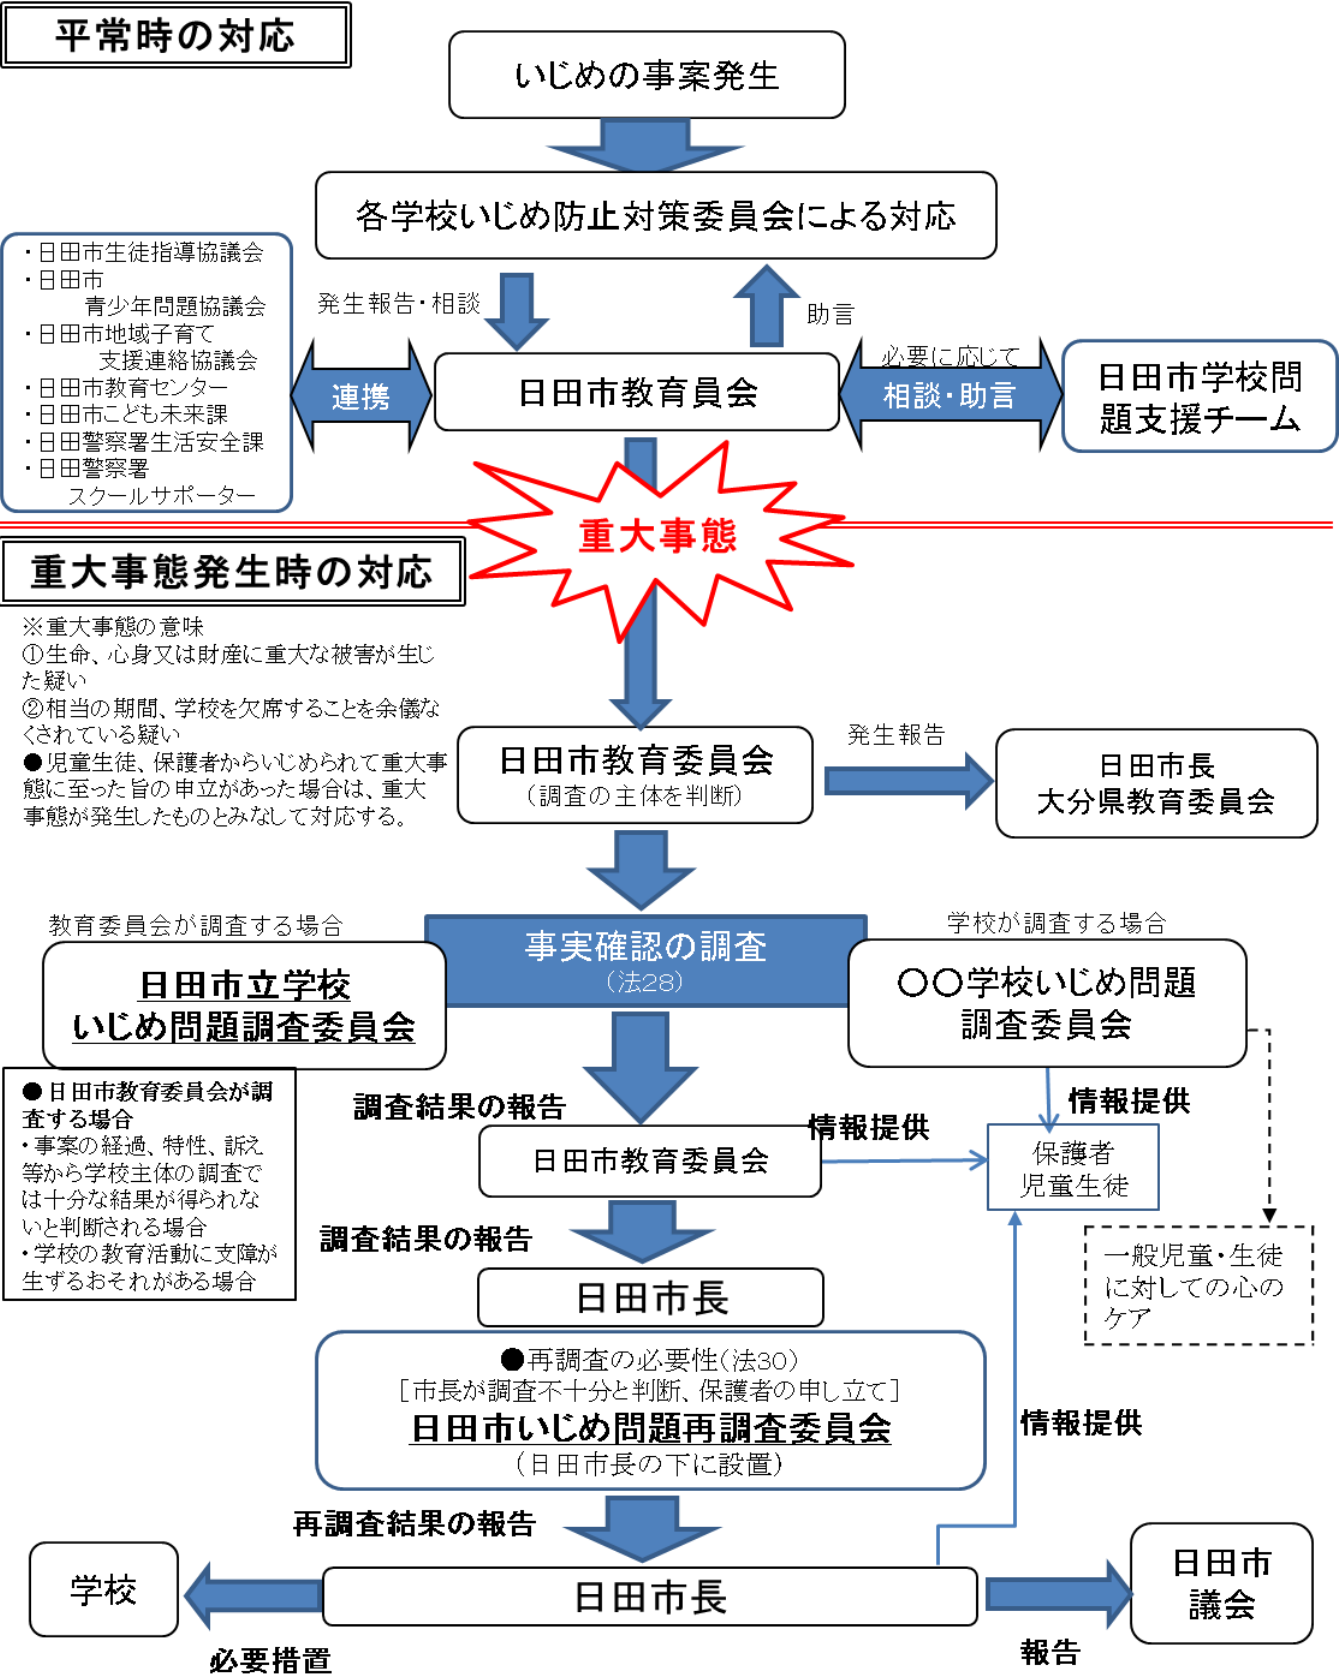 平常時の対応
いじめの事案発生
各学校いじめ防止対策委員会による対応
・日田市生徒指導協議会
・日田市
青少年問題協議会
・日田市地域子育て
支援連絡協議会
・日田市教育センター
・日田市こども未来課
・日田警察署生活安全課
・日田警察署
スクールサポーター
発生報告・相談
助言
連携
日田市教育員会
必要に応じて
相談・助言
日田市学校問
題支援チーム
重大事態
重大事態発生時の対応
※重大事態の意味
①生命、心身又は財産に重大な被害が生じ
た疑い
②相当の期間、学校を欠席することを余儀な
くされている疑い
●児童生徒、保護者からいじめられて重大事
態に至った旨の申立があった場合は、重大
事態が発生したものとみなして対応する。
日田市教育委員会
（調査の主体を判断）
発生報告
日田市長
大分県教育委員会
教育委員会が調査する場合
日田市立学校
いじめ問題調査委員会
事実確認の調査
（法28）
学校が調査する場合
〇〇学校いじめ問題
調査委員会
●日田市教育委員会が調
査する場合
・事案の経過、特性、訴え
等から学校主体の調査で
は十分な結果が得られな
いと判断される場合
・学校の教育活動に支障が
生ずるおそれがある場合
調査結果の報告
日田市教育委員会
情報提供
情報提供
保護者
児童生徒
調査結果の報告
一般児童・生徒
に対しての心の
ケア
日田市長
●再調査の必要性（法30）
［市長が調査不十分と判断、保護者の申し立て］
日田市いじめ問題再調査委員会
（日田市長の下に設置）
情報提供
再調査結果の報告
学校
日田市長
日田市
議会
必要措置
報告